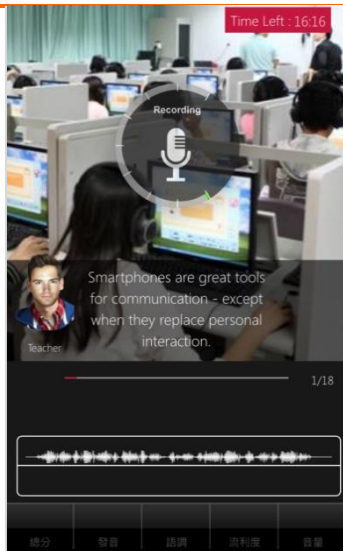 Time Left : 16:16
Recording
Smartphones are great tools
for communication - except
when they replace personal
interaction.
Teacher
1/18
總分
發音
語調
流利度
音量